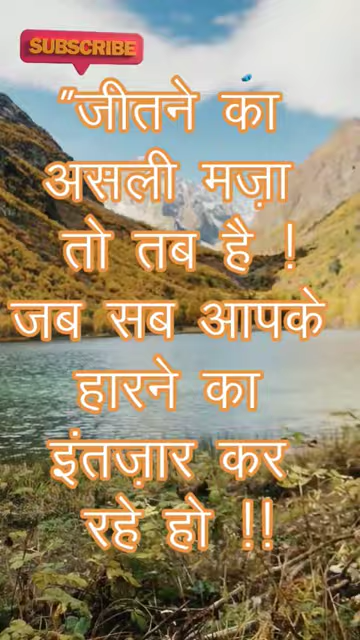 SUBSCRIBE
"जीतने का
असली मज़ा
तो तब है !
जब सब आपके
हारने का
इंतज़ार कर
रहे हो !!